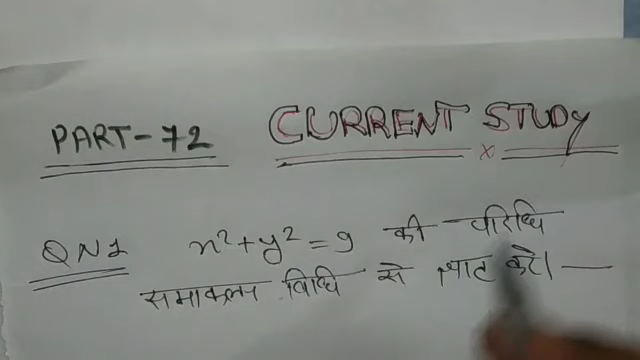 PART-72
CURRENT STUDY
QN1 x²+y²=9 की परिधि
समाकलन विधि से ज्ञात करें।